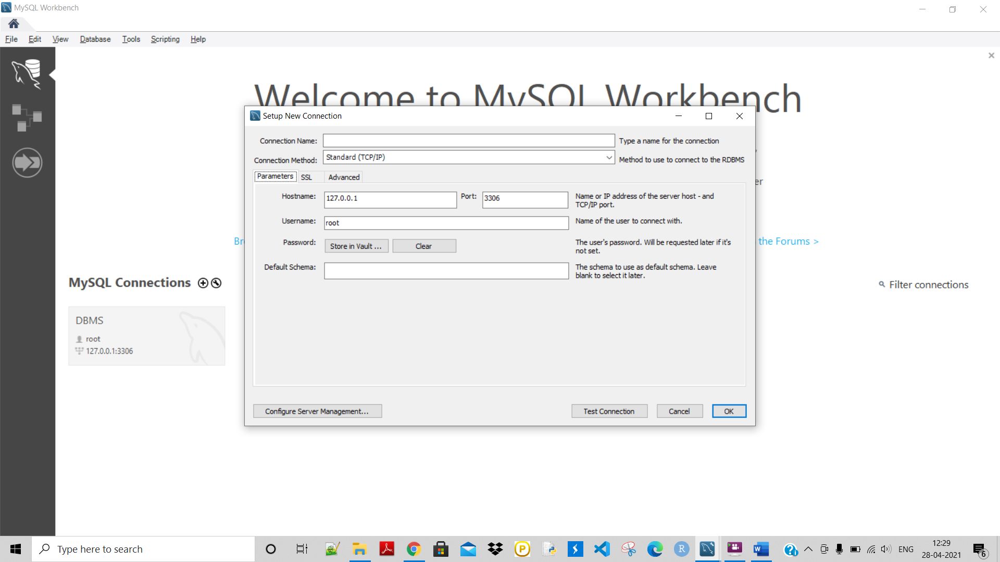 MySQL Workbench
File Edit View Database Tools Scripting Help
Welcome to MySQL Workbench
Setup New Connection
Connection Name: Type a name for the connection
Connection Method: Standard (TCP/IP) Method to use to connect to the RDBMS
Parameters SSL Advanced
er
Hostname: 127.0.0.1 Port: 3306 Name or IP address of the server host - and
TCP/IP port.
Username: root Name of the user to connect with.
Br the Forums >
Password: Store in Vault ... Clear The user's password. Will be requested later if it's
not set.
Default Schema: The schema to use as default schema. Leave
blank to select it later.
MySQL Connections
Filter connections
DBMS
root
127.0.0.1:3306
Configure Server Management... Test Connection Cancel OK
Type here to search
ENG
12:29
28-04-2021
6